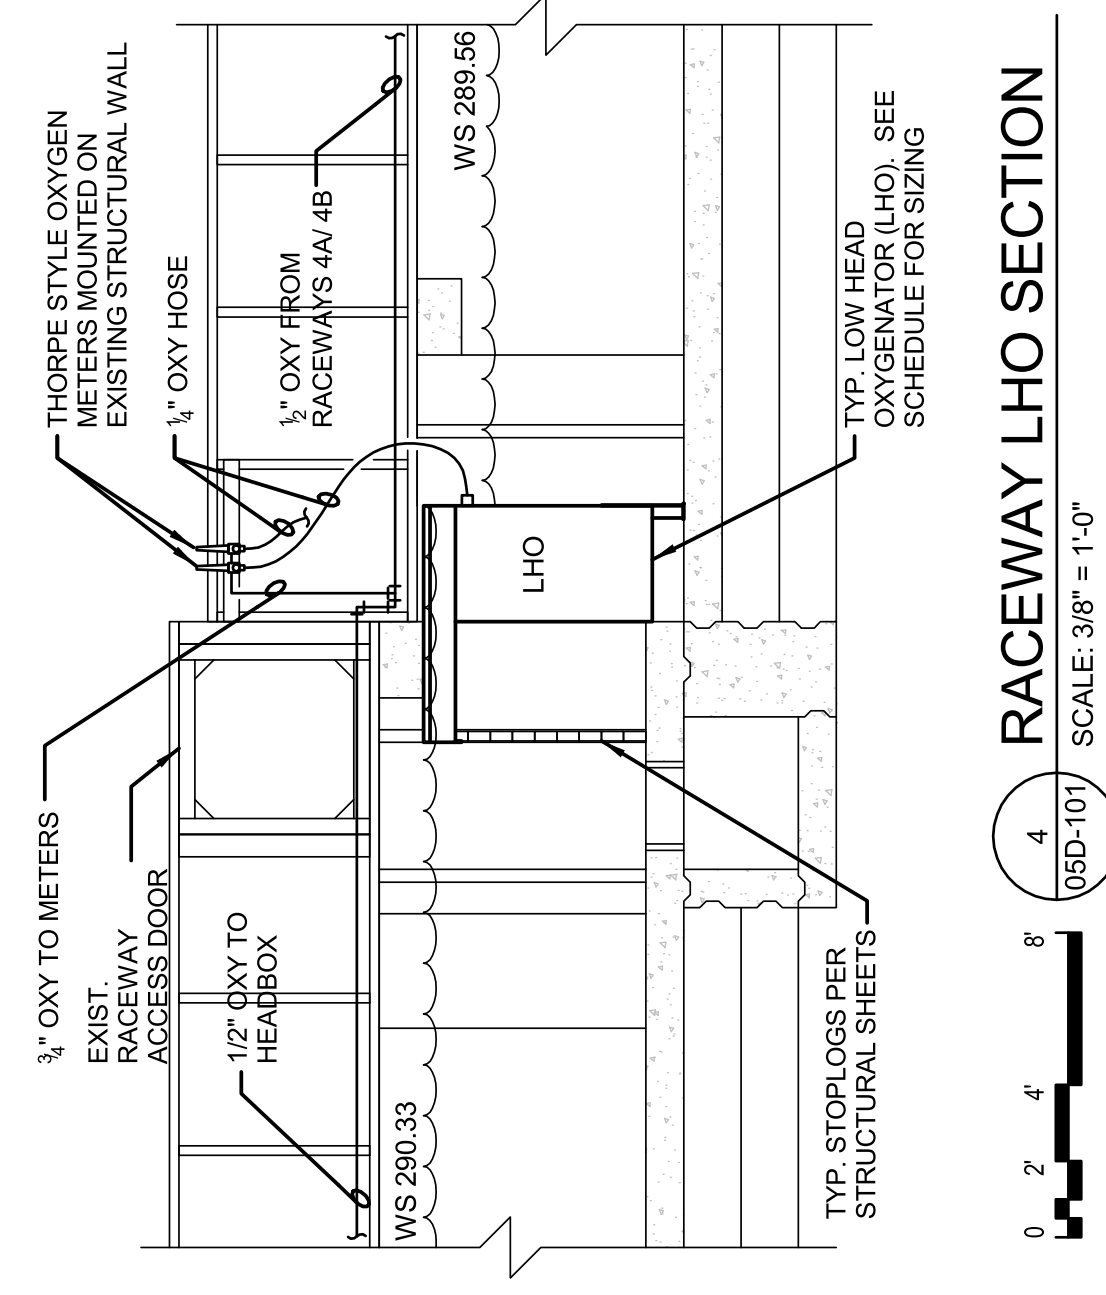 ¾" OXY TO METERS
EXIST.
RACEWAY
ACCESS DOOR
1/2" OXY TO
HEADBOX
WS 290.33
THORPE STYLE OXYGEN
METERS MOUNTED ON
EXISTING STRUCTURAL WALL
¼" OXY HOSE
½" OXY FROM
RACEWAYS 4A/ 4B
WS 289.56
LHO
TYP. LOW HEAD
OXYGENATOR (LHO). SEE
SCHEDULE FOR SIZING
TYP. STOPLOGS PER
STRUCTURAL SHEETS
0 2' 4' 8'
4
05D-101
RACEWAY LHO SECTION
SCALE: 3/8" = 1'-0"